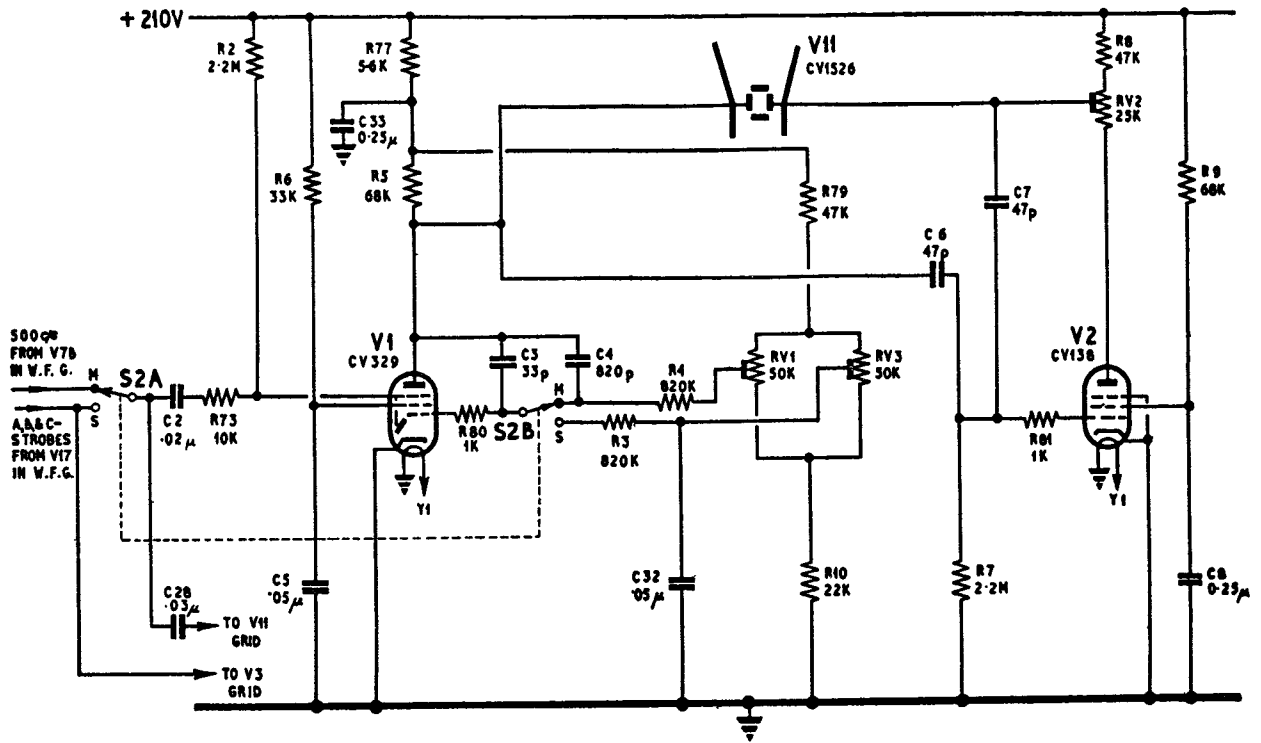 + 210V
R2
2·2M
R77
5·6K
C33
0·25μ
R6
33K
R5
68K
V11
CV1526
R8
47K
RV2
25K
R9
68K
R79
47K
C7
47p
C6
47p
500c/s
FROM V7B
IN W.F.G.
M
S2A
S
A,B,& C-
STROBES
FROM V17
IN W.F.G.
C2
·02μ
R73
10K
V1
CV329
Y1
C3
33p
C4
820p
R80
1K
S2B
M
S
R4
820K
R3
820K
RV1
50K
RV3
50K
V2
CV138
R81
1K
Y1
C28
·03μ
TO V11
GRID
TO V3
GRID
C5
·05μ
C32
·05μ
R10
22K
R7
2·2M
C8
0·25μ